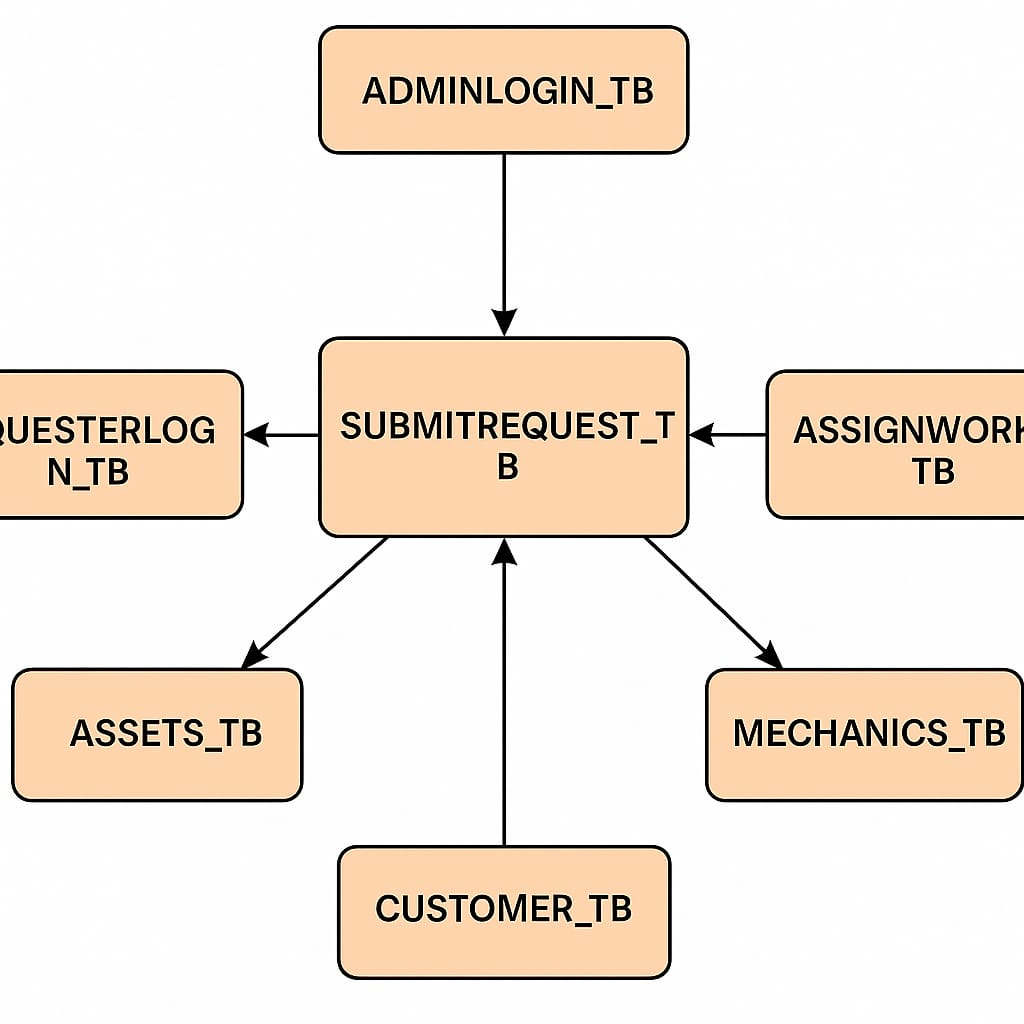 ADMINLOGIN_TB
QUESTERLOG
N_TB
SUBMITREQUEST_T
B
ASSIGNWORK
TB
ASSETS_TB
MECHANICS_TB
CUSTOMER_TB